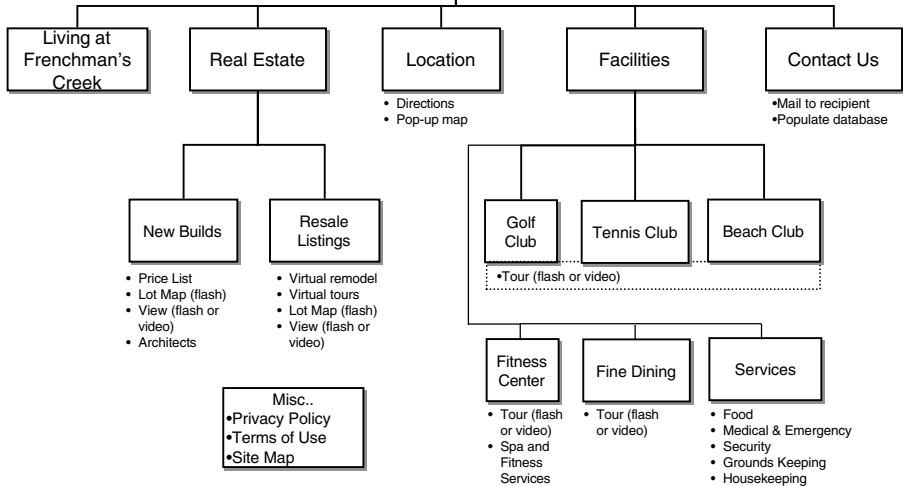 Living at
Frenchman's
Creek
Real Estate
Location
Facilities
Contact Us
• Directions
• Pop-up map
•Mail to recipient
•Populate database
New Builds
Resale
Listings
Golf
Club
Tennis Club
Beach Club
• Price List
• Lot Map (flash)
• View (flash or
video)
• Architects
• Virtual remodel
• Virtual tours
• Lot Map (flash)
• View (flash or
video)
•Tour (flash or video)
Fitness
Center
Fine Dining
Services
• Tour (flash
or video)
• Spa and
Fitness
Services
• Tour (flash
or video)
• Food
• Medical & Emergency
• Security
• Grounds Keeping
• Housekeeping
Misc..
•Privacy Policy
•Terms of Use
•Site Map